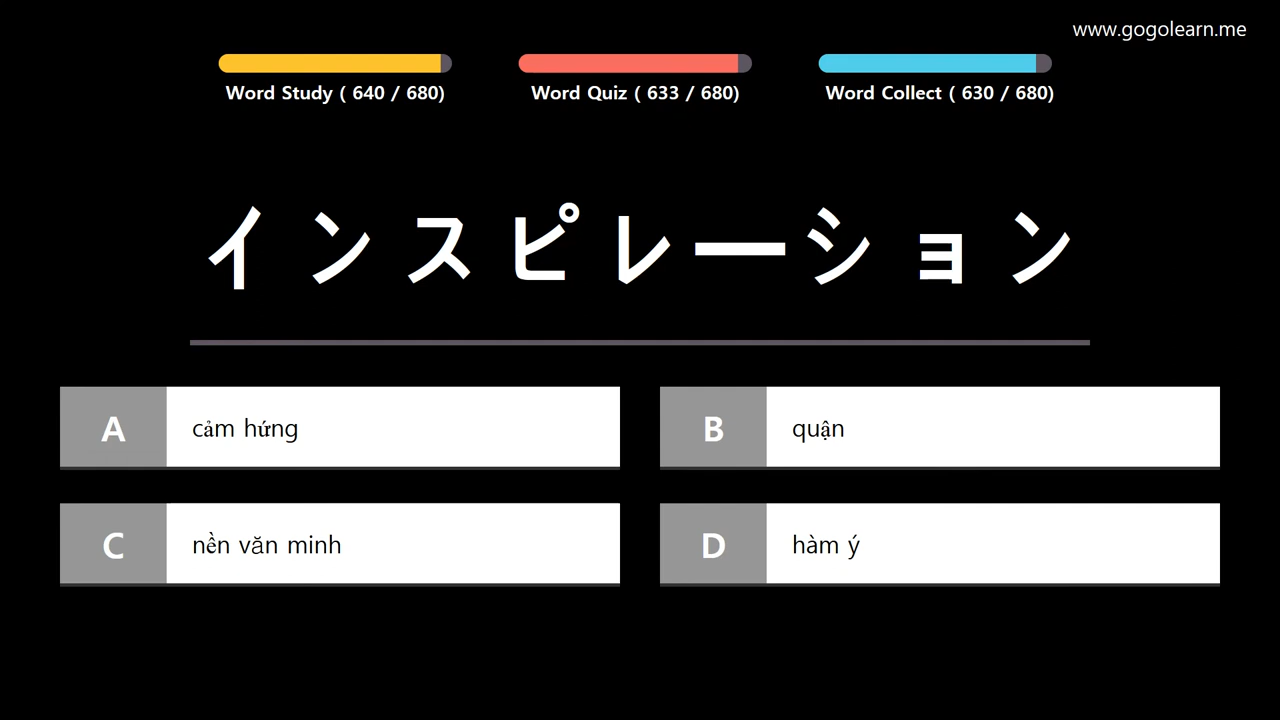 www.gogolearn.me
Word Study ( 640 / 680)
Word Quiz ( 633 / 680)
Word Collect ( 630 / 680)
インスピレーション
A cảm hứng
B quận
C nền văn minh
D hàm ý